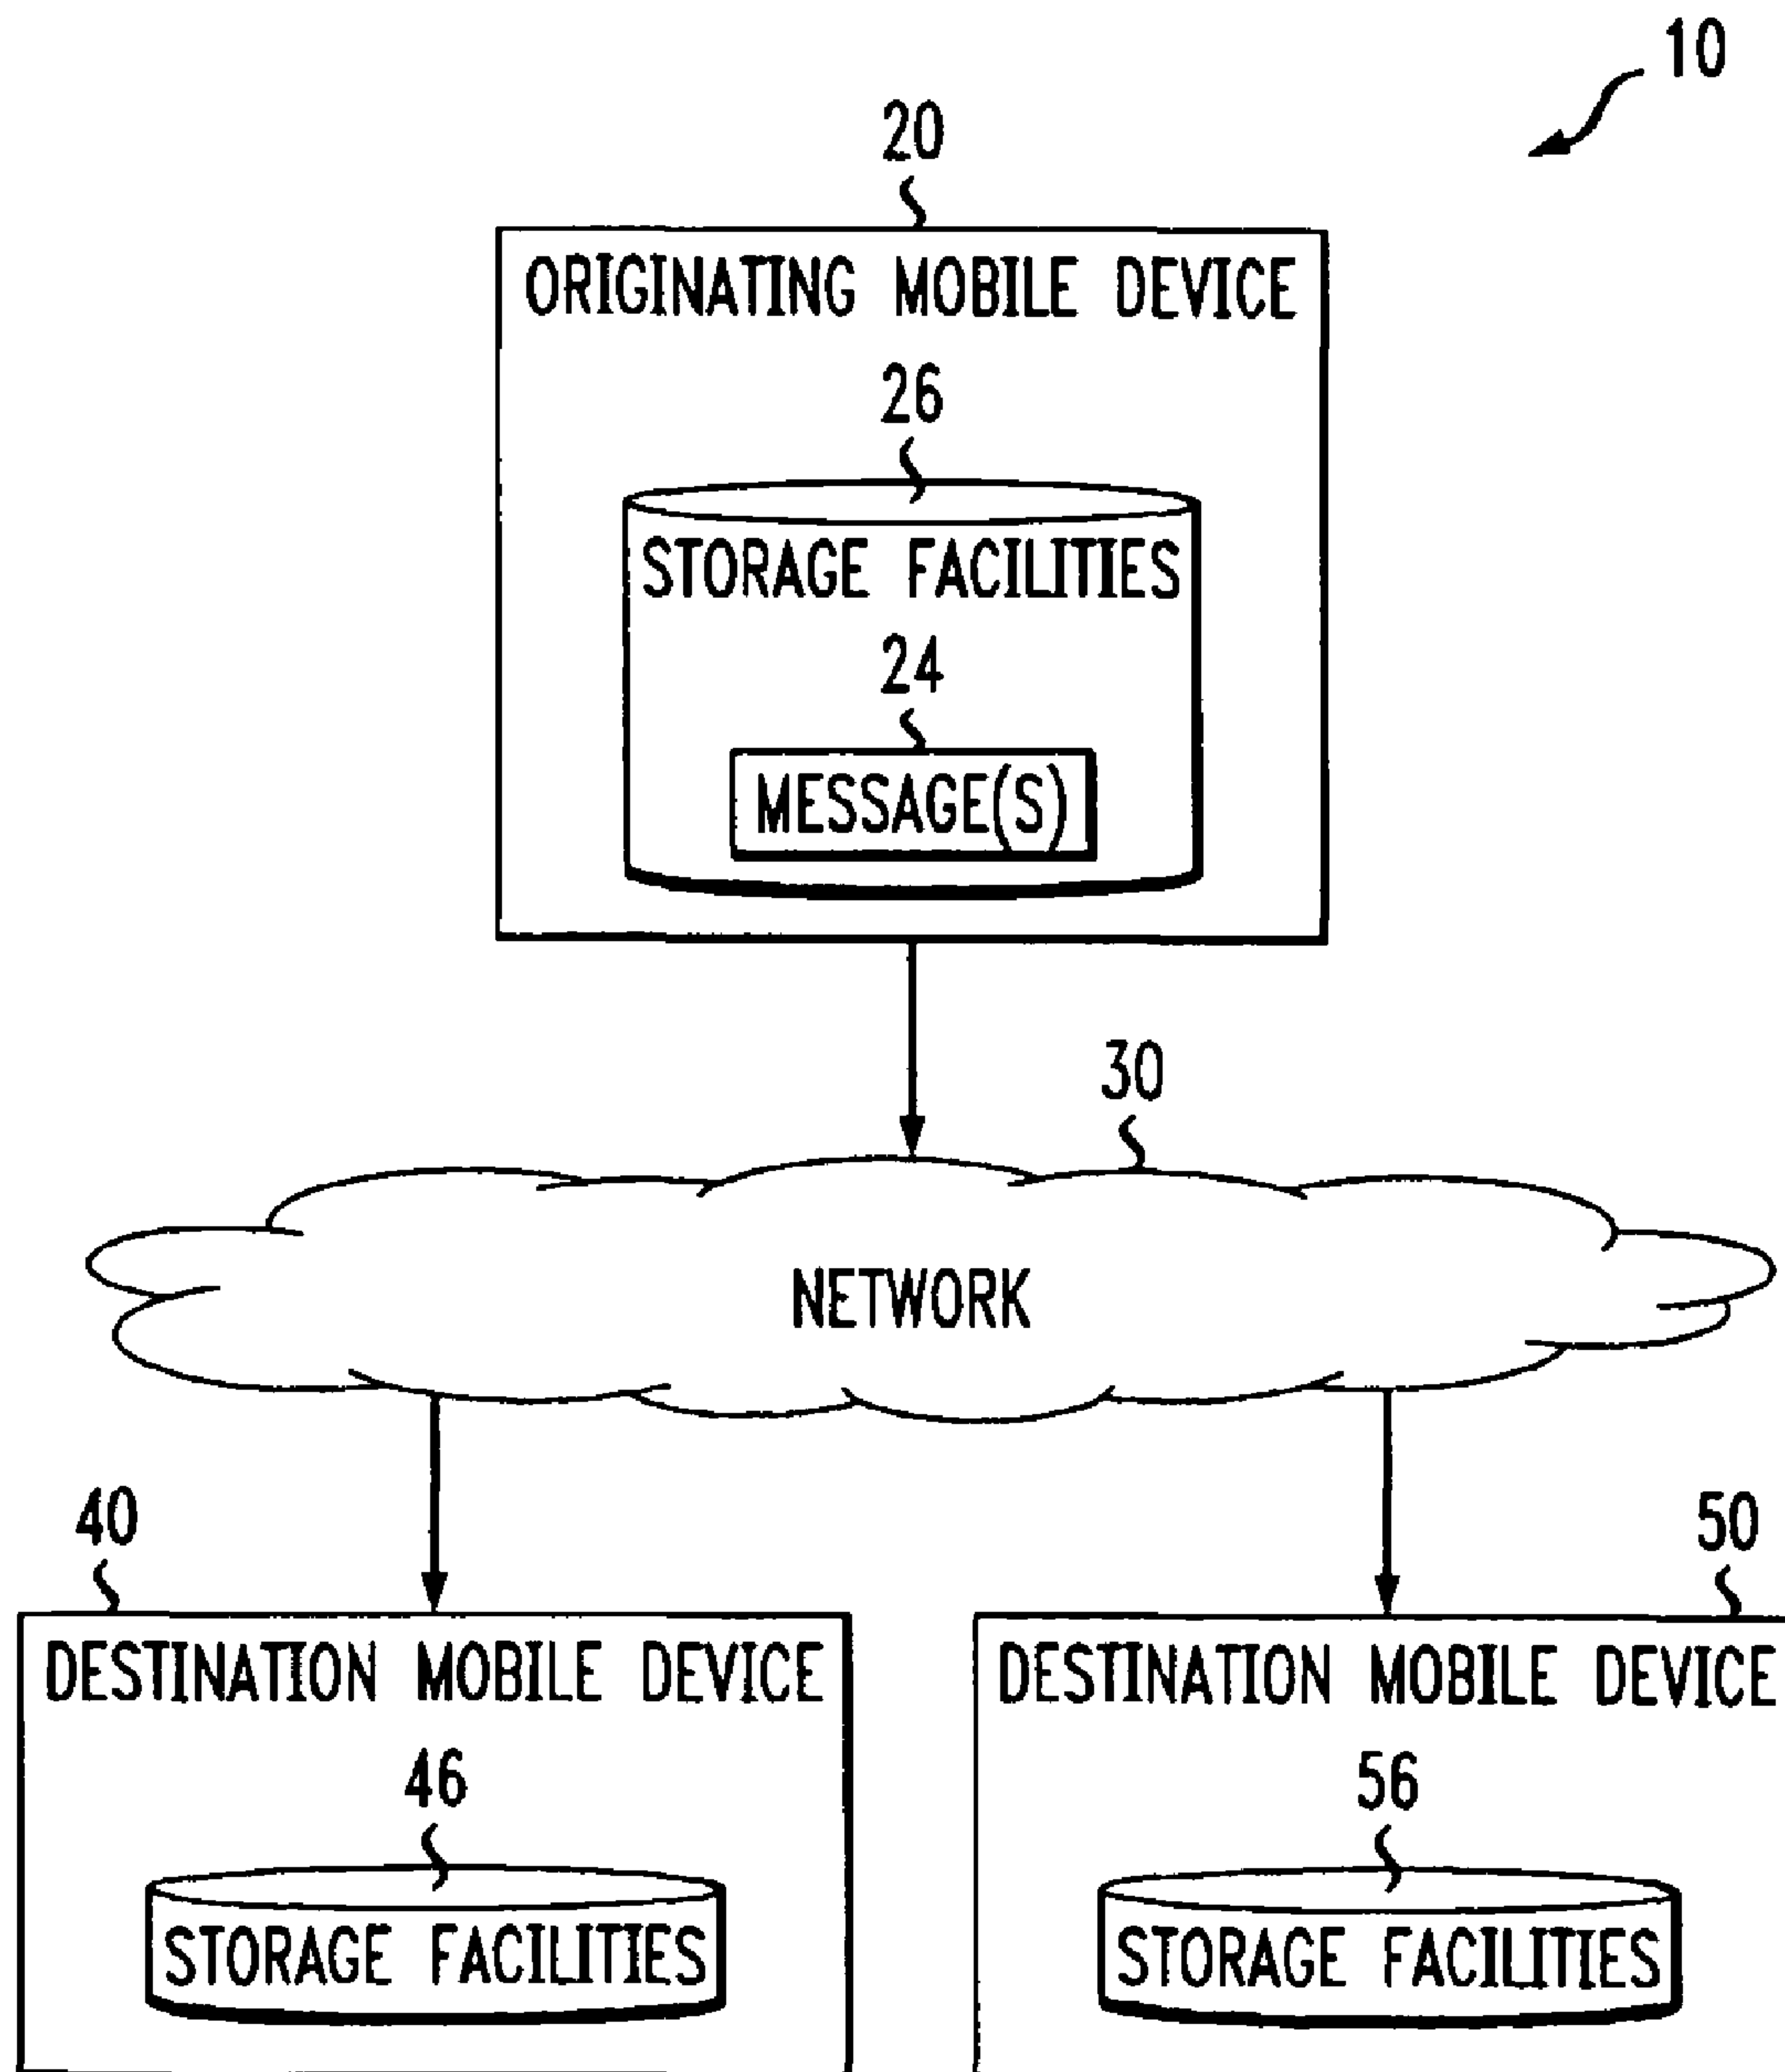 10
20
ORIGINATING MOBILE DEVICE
26
STORAGE FACILITIES
24
MESSAGE(S)
30
NETWORK
40
DESTINATION MOBILE DEVICE
46
STORAGE FACILITIES
50
DESTINATION MOBILE DEVICE
56
STORAGE FACILITIES